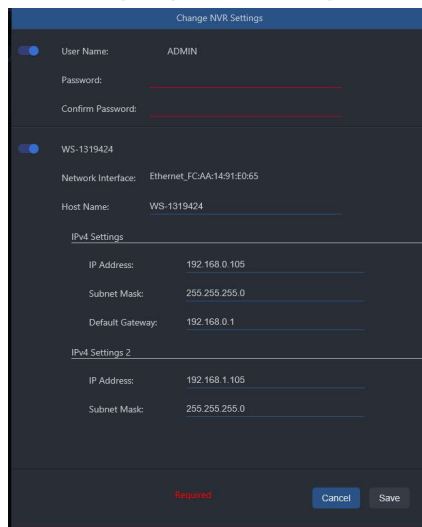 Change NVR Settings
User Name: ADMIN
Password:
Confirm Password:
WS-1319424
Network Interface: Ethernet_FC:AA:14:91:E0:65
Host Name: WS-1319424
IPv4 Settings
IP Address: 192.168.0.105
Subnet Mask: 255.255.255.0
Default Gateway: 192.168.0.1
IPv4 Settings 2
IP Address: 192.168.1.105
Subnet Mask: 255.255.255.0
Required
Cancel Save